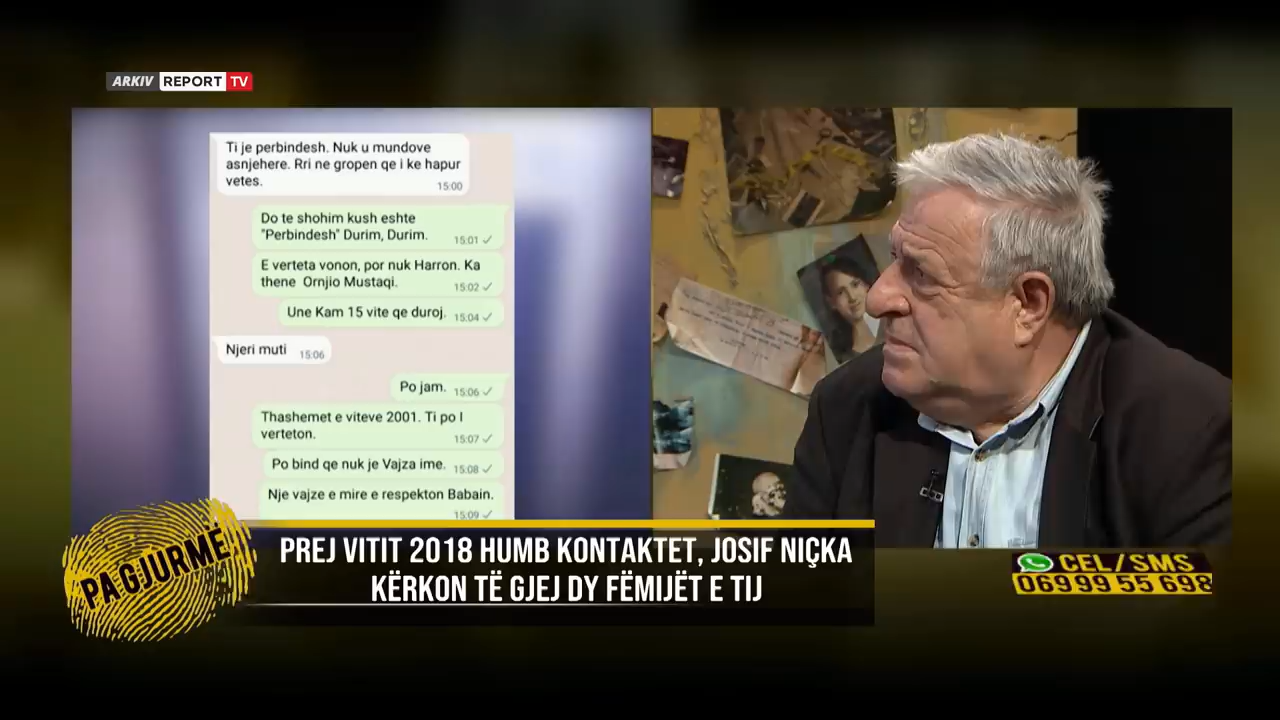 ARKIV REPORT TV
Ti je perbindesh. Nuk u mundove
asnjehere. Rri ne gropen qe i ke hapur
vetes.
15:00
Do te shohim kush eshte
"Perbindesh" Durim, Durim.
15:01
E verteta vonon, por nuk Harron. Ka
thene Ornjio Mustaqi.
15:02
Une Kam 15 vite qe duroj. 15:04
Njeri muti 15:06
Po jam. 15:06
Thashemet e viteve 2001. Ti po l
verteton.
15:07
Po bind qe nuk je Vajza ime. 15:08
Nje vajze e mire e respekton Babain.
15:09
PA GJURMË
PREJ VITIT 2018 HUMB KONTAKTET, JOSIF NIÇKA
KËRKON TË GJEJ DY FËMIJËT E TIJ
CEL/SMS
06999 55 698